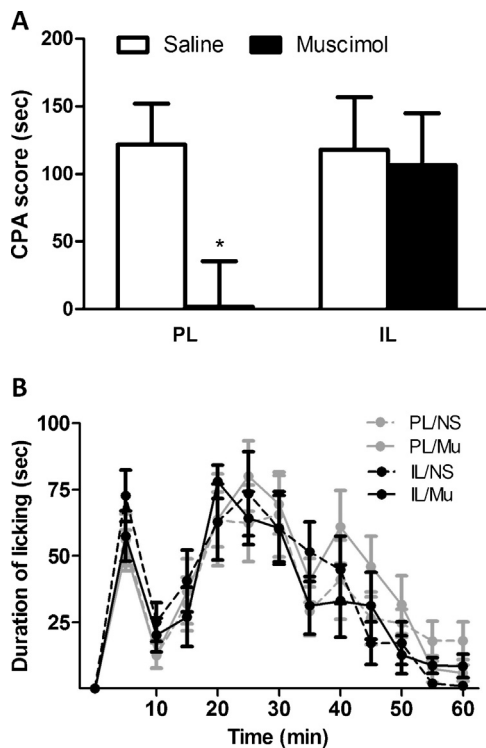 A
Saline Muscimol
CPA score (sec)
200
150
100
50
0
*
PL IL
B
Duration of licking (sec)
100
75
50
25
PL/NS
PL/Mu
IL/NS
IL/Mu
10 20 30 40 50 60
Time (min)